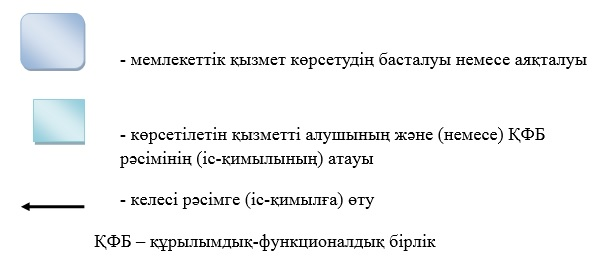 - мемлекеттік қызмет көрсетудің басталуы немесе аяқталуы
- көрсетілетін қызметті алушының және (немесе) ҚФБ
рәсімінің (іс-қимылының) атауы
- келесі рәсімге (іс-қимылға) өту
ҚФБ – құрылымдық-функционалдық бірлік